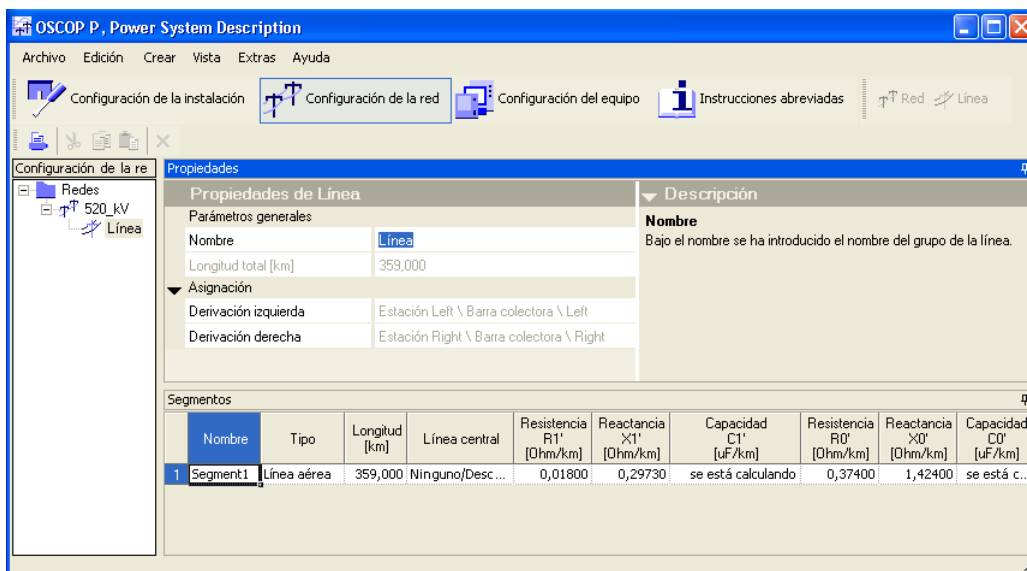 OSCOP P, Power System Description
Archivo Edición Crear Vista Extras Ayuda
Configuración de la instalación Configuración de la red Configuración del equipo Instrucciones abreviadas Red Línea
Configuración de la re
Redes
520_kV
Línea
Propiedades
Propiedades de Línea
Parámetros generales
Nombre Línea
Longitud total [km] 359,000
Asignación
Derivación izquierda Estación Left \ Barra colectora \ Left
Derivación derecha Estación Right \ Barra colectora \ Right
Descripción
Nombre
Bajo el nombre se ha introducido el nombre del grupo de la línea.
Segmentos
Nombre Tipo Longitud [km] Línea central Resistencia R1' [Ohm/km] Reactancia X1' [Ohm/km] Capacidad C1' [uF/km] Resistencia R0' [Ohm/km] Reactancia X0' [Ohm/km] Capacidad C0' [uF/km]
1 Segment1 Línea aérea 359,000 Ninguno/Desc... 0,01800 0,29730 se está calculando 0,37400 1,42400 se está c...